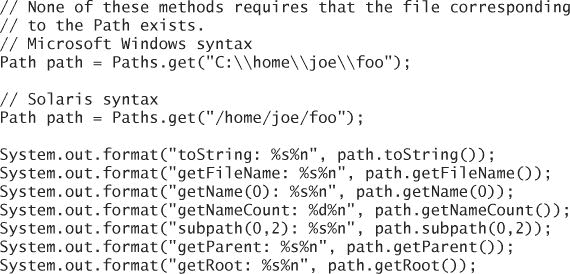 // None of these methods requires that the file corresponding
// to the Path exists.
// Microsoft Windows syntax
Path path = Paths.get("C:\\home\\joe\\foo");
// Solaris syntax
Path path = Paths.get("/home/joe/foo");
System.out.format("toString: %s%n", path.toString());
System.out.format("getFileName: %s%n", path.getFileName());
System.out.format("getName(0): %s%n", path.getName(0));
System.out.format("getNameCount: %d%n", path.getNameCount());
System.out.format("subpath(0,2): %s%n", path.subpath(0,2));
System.out.format("getParent: %s%n", path.getParent());
System.out.format("getRoot: %s%n", path.getRoot());